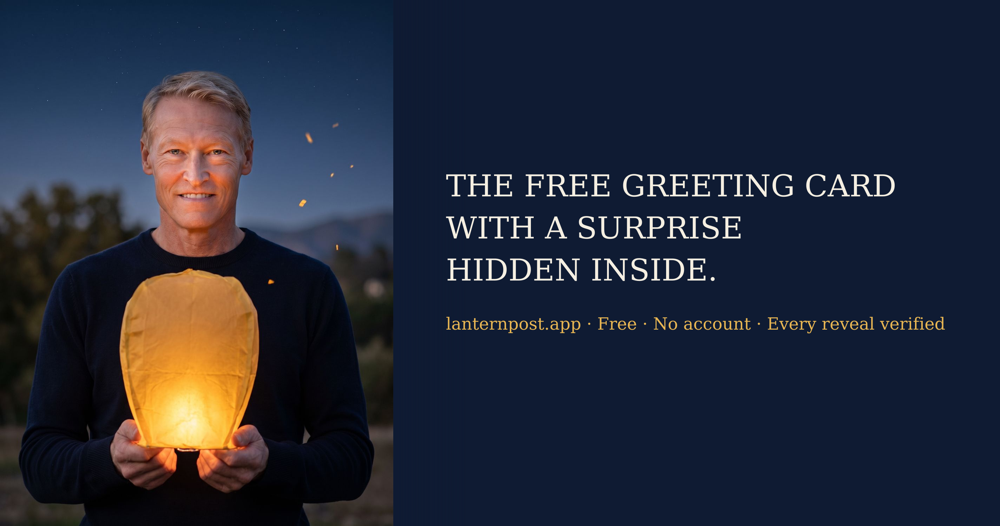 THE FREE GREETING CARD
WITH A SURPRISE
HIDDEN INSIDE.
lanternpost.app · Free · No account · Every reveal verified